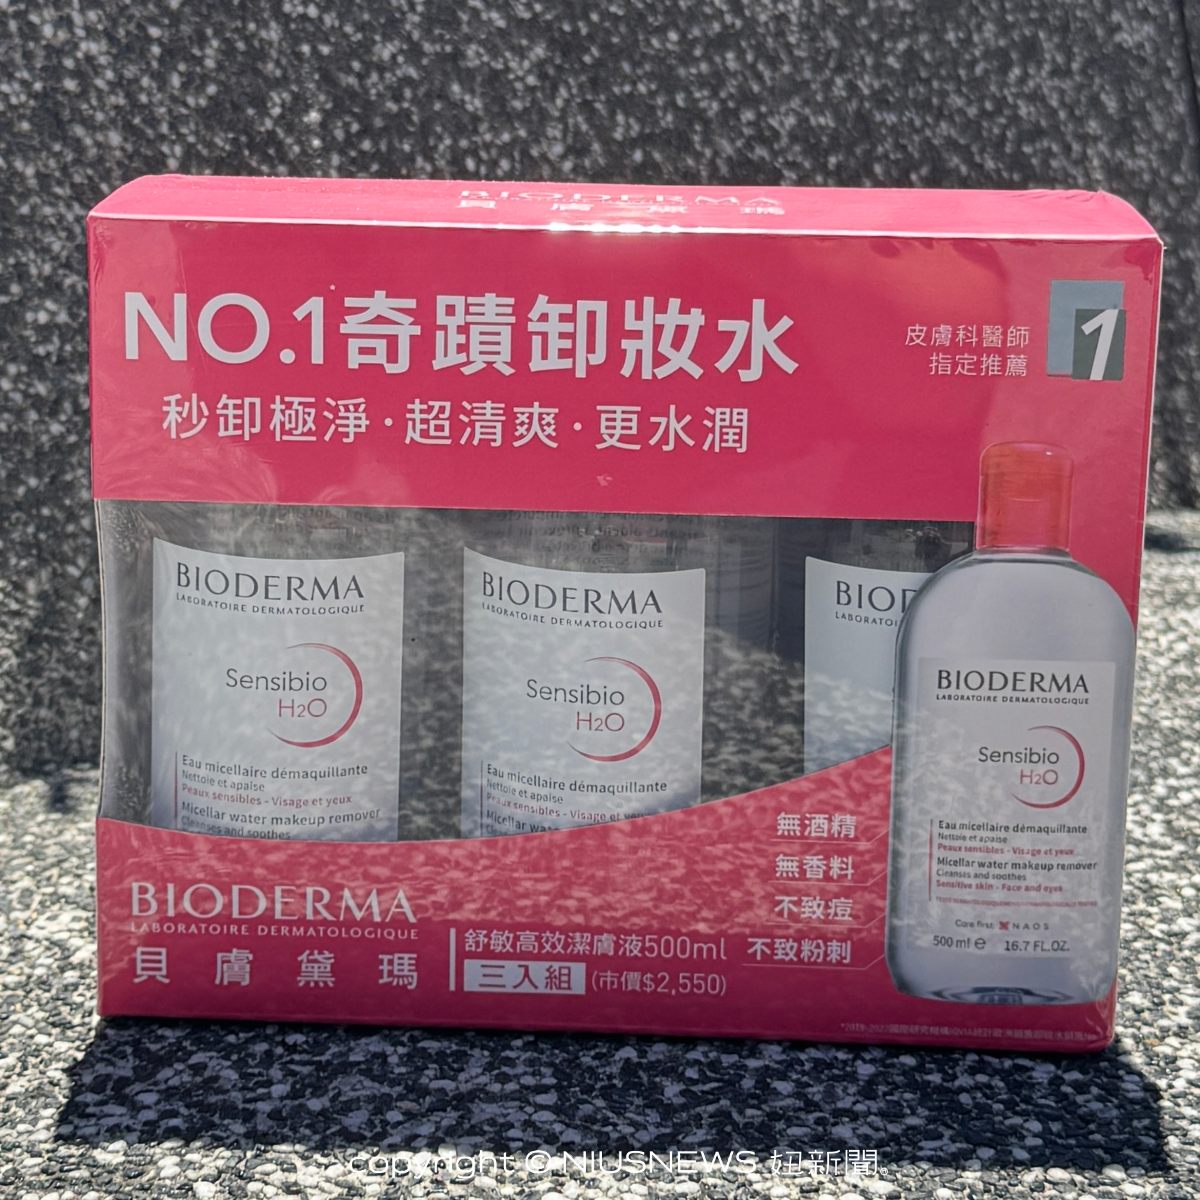 BIODERMA
貝膚黛瑪
NO.1奇蹟卸妝水
秒卸極淨·超清爽·更水潤
皮膚科醫師
指定推薦
1
BIODERMA
LABORATOIRE DERMATOLOGIQUE
Sensibio
H2O
Eau micellaire démaquillante
Nettoie et apaise
Peaux sensibles - Visage et yeux
Micellar water makeup remover
Cleanses and soothes
BIODERMA
LABORATOIRE DERMATOLOGIQUE
Sensibio
H2O
Eau micellaire démaquillante
Nettoie et apaise
Peaux sensibles - Visage et yeux
Micellar
BIODERMA
LABORATOIRE DERMATOLOGIQUE
Sensibio
H2O
Eau micellaire démaquillante
Nettoie et apaise
Peaux sensibles - Visage et yeux
Micellar water makeup remover
Cleanses and soothes
Sensitive skin - Face and eyes
Care first NAOS
500 ml ℮ 16.7 FL.OZ.
無酒精
無香料
不致痘
不致粉刺
BIODERMA
LABORATOIRE DERMATOLOGIQUE
貝膚黛瑪
舒敏高效潔膚液500ml
三入組 (市價$2,550)
copyright © NIUSNEWS 妞新聞。